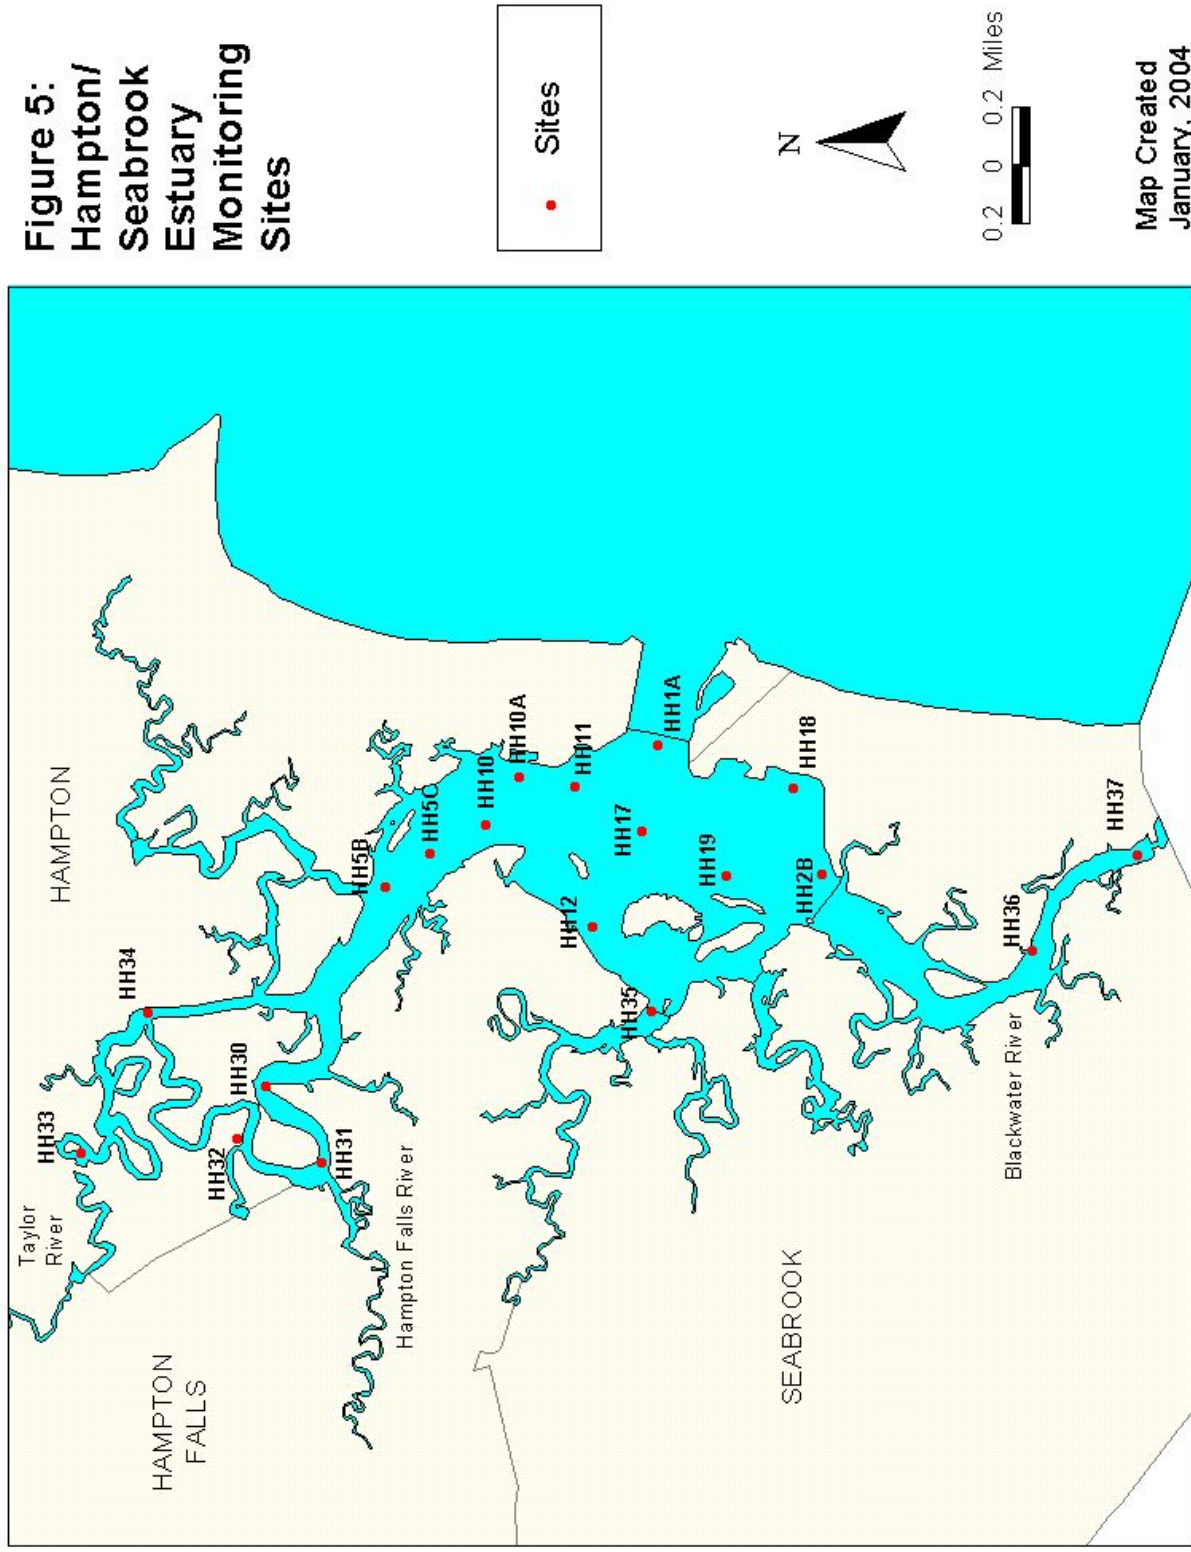 Figure 5:
Hampton/
Seabrook
Estuary
Monitoring
Sites
Sites
N
0.2 0 0.2 Miles
Map Created
January, 2004
HAMPTON
Taylor
River
HAMPTON
FALLS
Hampton Falls River
SEABROOK
Blackwater River
HH33
HH34
HH32
HH30
HH31
HH5B
HH5C
HH10
HH10A
HH11
HH12
HH17
HH1A
HH35
HH19
HH18
HH2B
HH36
HH37